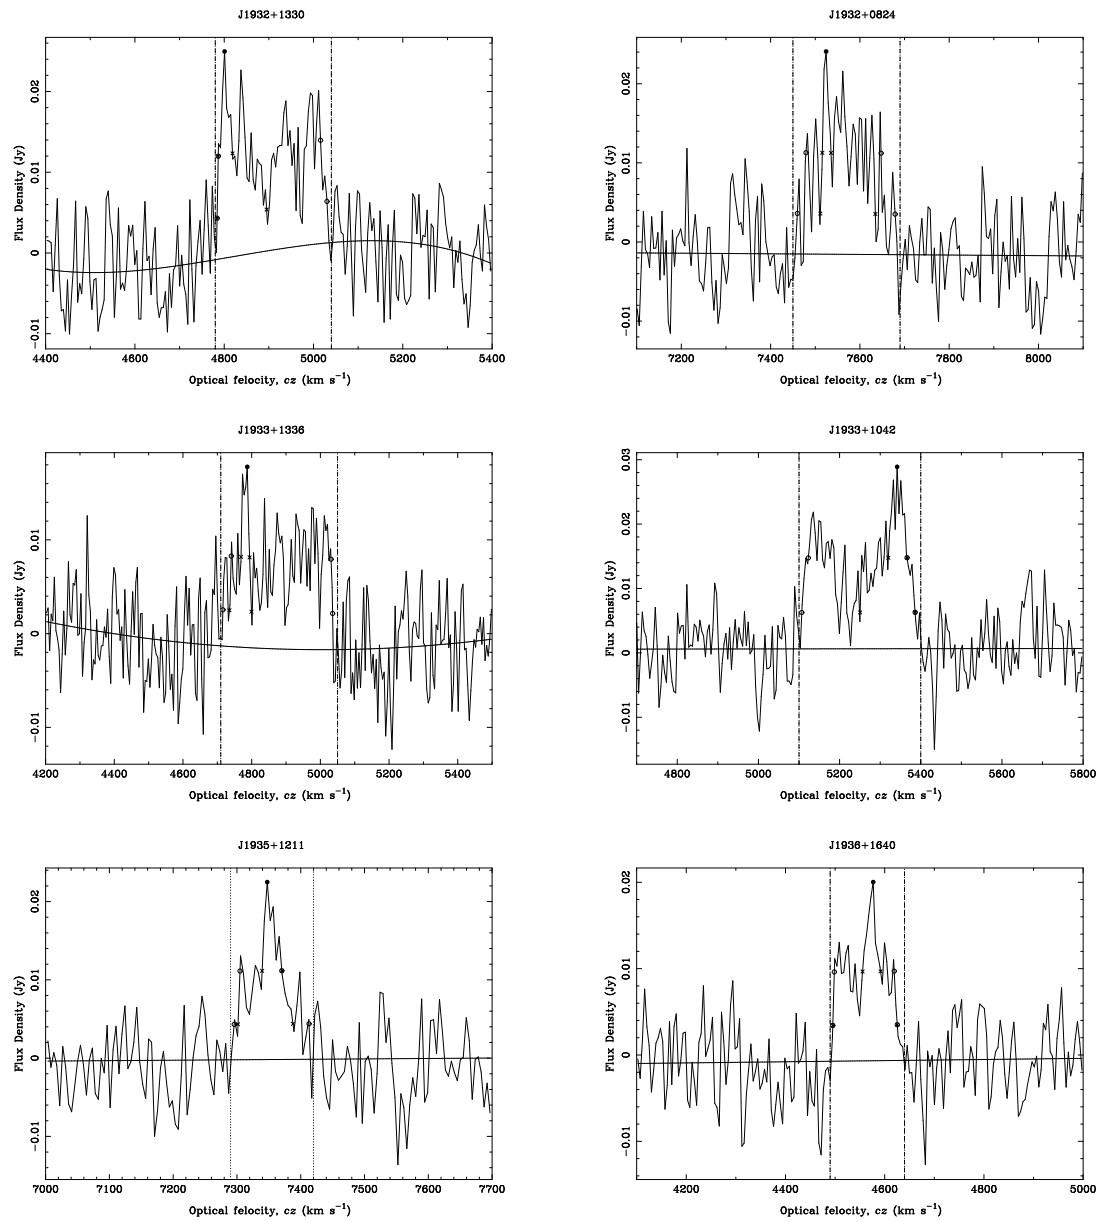 J1932+1330
J1932+0824
Flux Density (Jy)
−0.01 0 0.01 0.02
4400 4600 4800 5000 5200 5400
Optical felocity, cz (km s⁻¹)
Flux Density (Jy)
−0.01 0 0.01 0.02
7200 7400 7600 7800 8000
Optical felocity, cz (km s⁻¹)
J1933+1336
J1933+1042
Flux Density (Jy)
−0.01 0 0.01
4200 4400 4600 4800 5000 5200 5400
Optical felocity, cz (km s⁻¹)
Flux Density (Jy)
−0.01 0 0.01 0.02 0.03
4800 5000 5200 5400 5600 5800
Optical felocity, cz (km s⁻¹)
J1935+1211
J1936+1640
Flux Density (Jy)
−0.01 0 0.01 0.02
7000 7100 7200 7300 7400 7500 7600 7700
Optical felocity, cz (km s⁻¹)
Flux Density (Jy)
−0.01 0 0.01 0.02
4200 4400 4600 4800 5000
Optical felocity, cz (km s⁻¹)